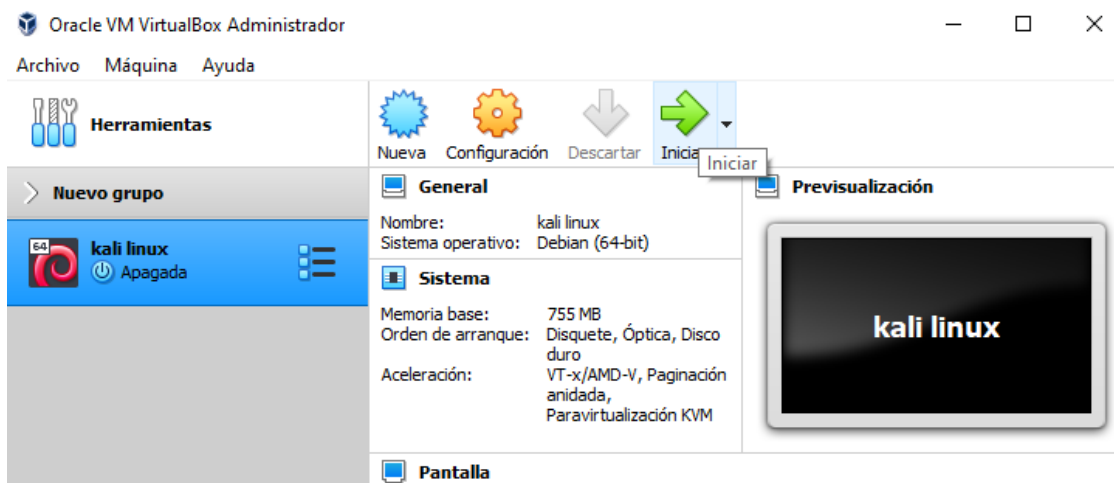 Oracle VM VirtualBox Administrador
Archivo Máquina Ayuda
Herramientas
Nueva Configuración Descartar
Iniciar
Nuevo grupo
kali linux
Apagada
64
General
Nombre: kali linux
Sistema operativo: Debian (64-bit)
Sistema
Memoria base: 755 MB
Orden de arranque: Disquete, Óptica, Disco
duro
Aceleración: VT-x/AMD-V, Paginación
anidada,
Paravirtualización KVM
Pantalla
Previsualización
kali linux